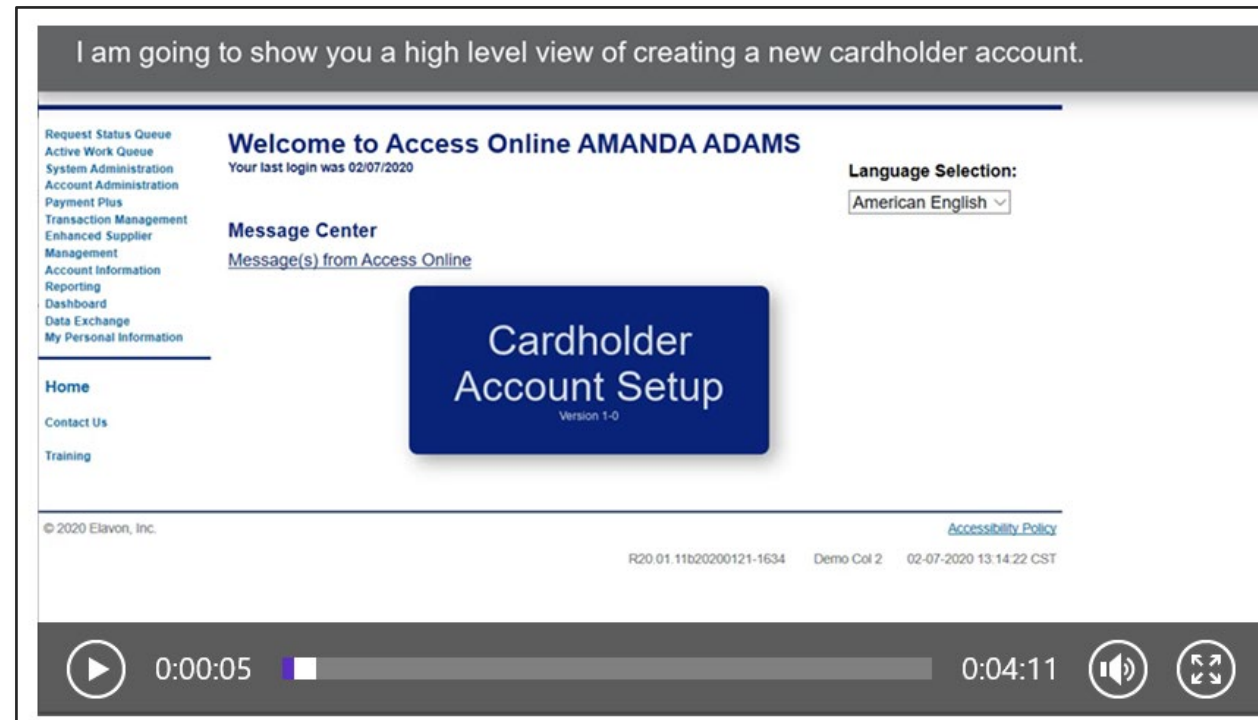 I am going to show you a high level view of creating a new cardholder account.
Request Status Queue
Active Work Queue
System Administration
Account Administration
Payment Plus
Transaction Management
Enhanced Supplier
Management
Account Information
Reporting
Dashboard
Data Exchange
My Personal Information
Home
Contact Us
Training
Welcome to Access Online AMANDA ADAMS
Your last login was 02/07/2020
Language Selection:
American English
Message Center
Message(s) from Access Online
Cardholder
Account Setup
Version 1-0
© 2020 Elavon, Inc.
Accessibility Policy
R20.01.11b20200121-1634 Demo Col 2 02-07-2020 13:14:22 CST
0:00:05 0:04:11